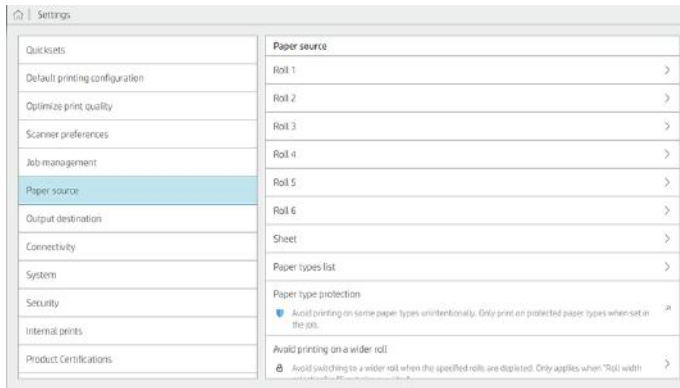 Settings
Quicksets
Default printing configuration
Optimize print quality
Scanner preferences
Job management
Paper source
Output destination
Connectivity
System
Security
Internal prints
Product Certifications
Paper source
Roll 1
Roll 2
Roll 3
Roll 4
Roll 5
Roll 6
Sheet
Paper types list
Paper type protection
Avoid printing on some paper types unintentionally. Only print on protected paper types when set in
the job.
Avoid printing on a wider roll
Avoid switching to a wider roll when the specified rolls are depleted. Only applies when "Roll width